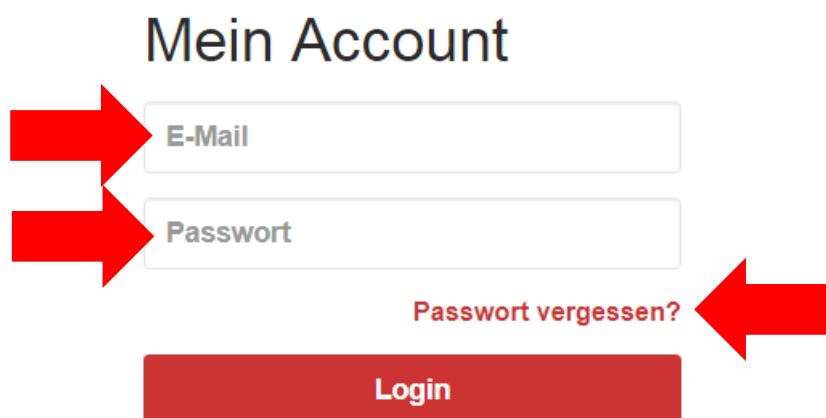 Mein Account
E-Mail
Passwort
Passwort vergessen?
Login